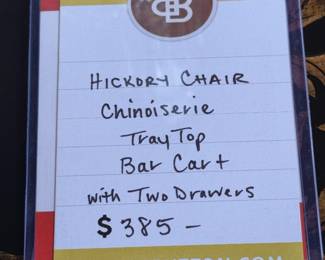 HICKORY CHAIR
Chinoiserie
Tray Top
Bar Cart
with Two Drawers
$385-